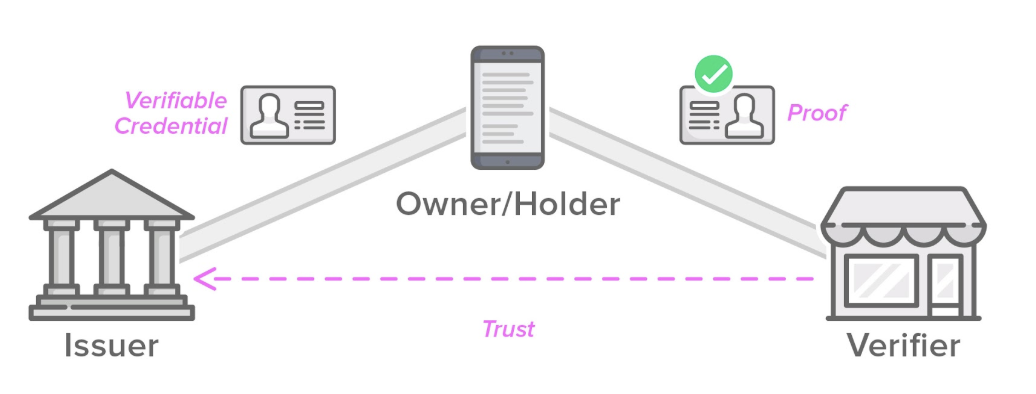 Verifiable
Credential
Proof
Owner/Holder
Trust
Issuer
Verifier